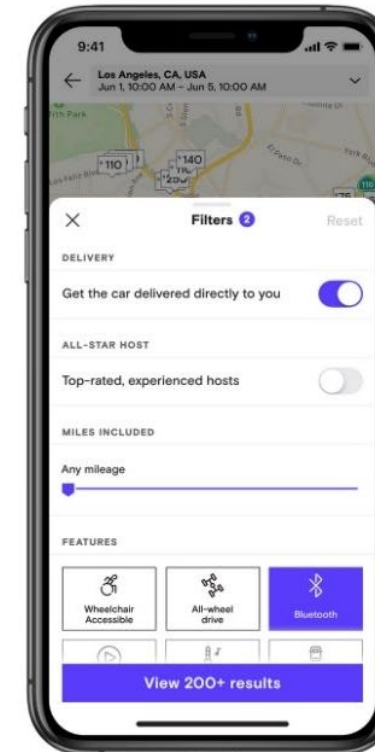 9:41
Los Angeles, CA, USA
Jun 1, 10:00 AM – Jun 5, 10:00 AM
110
140
110
Filters 2
Reset
DELIVERY
Get the car delivered directly to you
ALL-STAR HOST
Top-rated, experienced hosts
MILES INCLUDED
Any mileage
FEATURES
Wheelchair
Accessible
All-wheel
drive
Bluetooth
View 200+ results